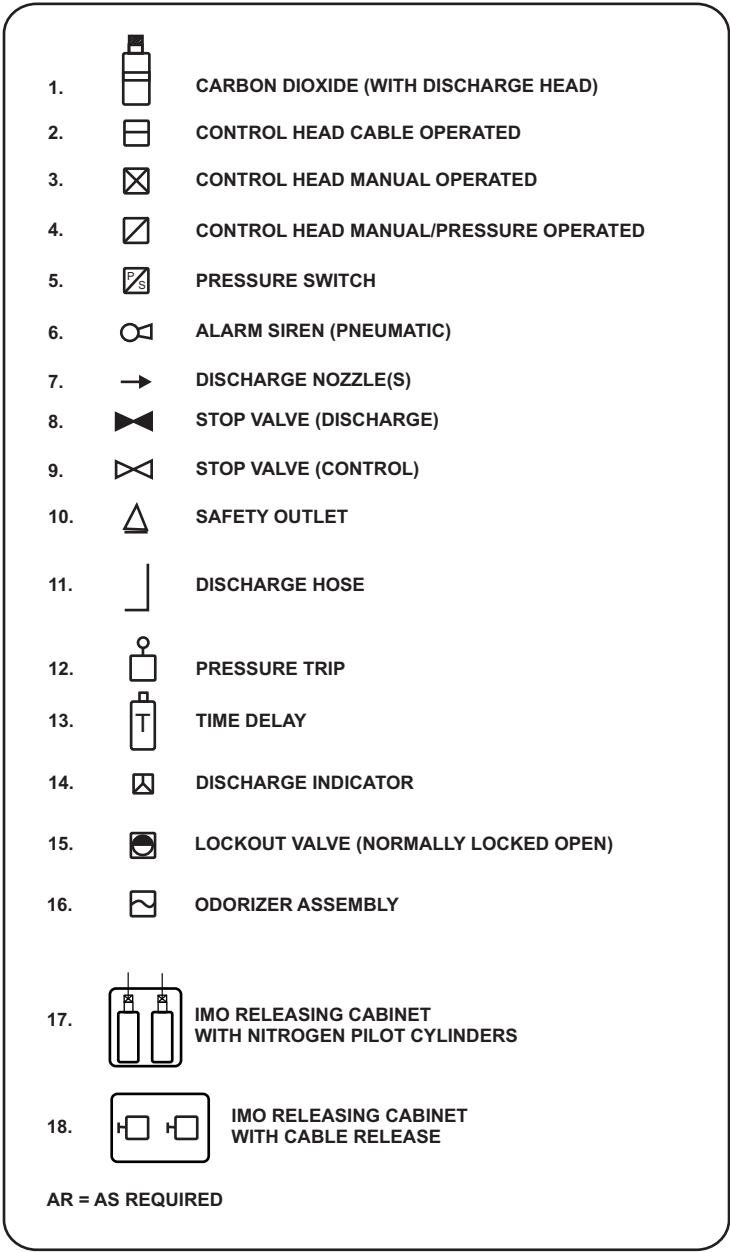 1. CARBON DIOXIDE (WITH DISCHARGE HEAD)
2. CONTROL HEAD CABLE OPERATED
3. CONTROL HEAD MANUAL OPERATED
4. CONTROL HEAD MANUAL/PRESSURE OPERATED
5. P/S PRESSURE SWITCH
6. ALARM SIREN (PNEUMATIC)
7. DISCHARGE NOZZLE(S)
8. STOP VALVE (DISCHARGE)
9. STOP VALVE (CONTROL)
10. SAFETY OUTLET
11. DISCHARGE HOSE
12. PRESSURE TRIP
13. T TIME DELAY
14. DISCHARGE INDICATOR
15. LOCKOUT VALVE (NORMALLY LOCKED OPEN)
16. ODORIZER ASSEMBLY
17. IMO RELEASING CABINET
WITH NITROGEN PILOT CYLINDERS
18. IMO RELEASING CABINET
WITH CABLE RELEASE
AR = AS REQUIRED